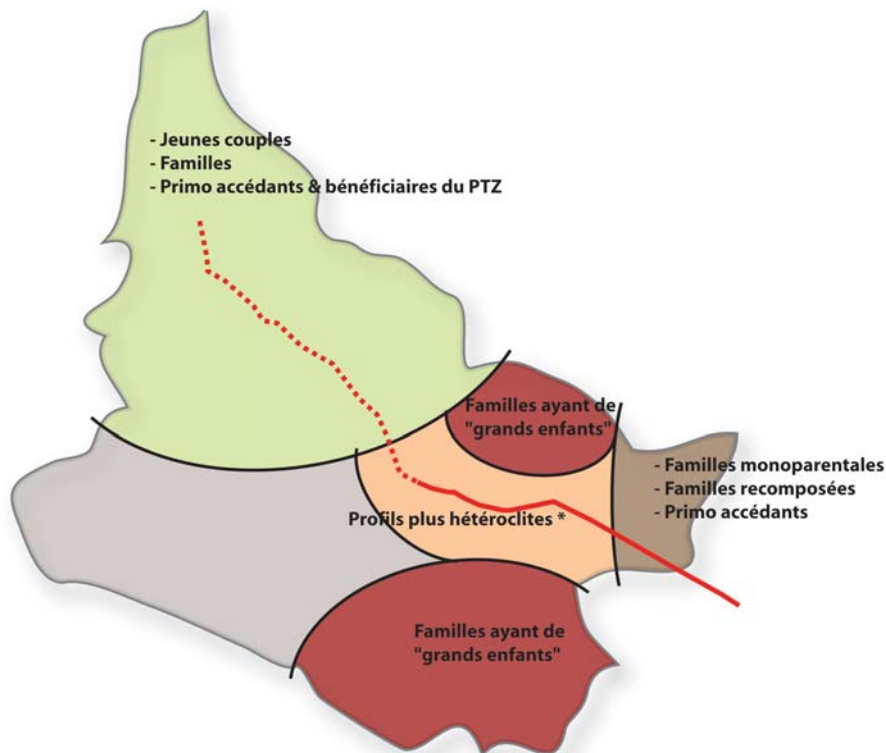 - Jeunes couples
- Familles
- Primo accédants & bénéficiaires du PTZ
Familles ayant de
"grands enfants"
- Familles monoparentales
- Familles recomposées
- Primo accédants
Profils plus hétéroclites *
Familles ayant de
"grands enfants"